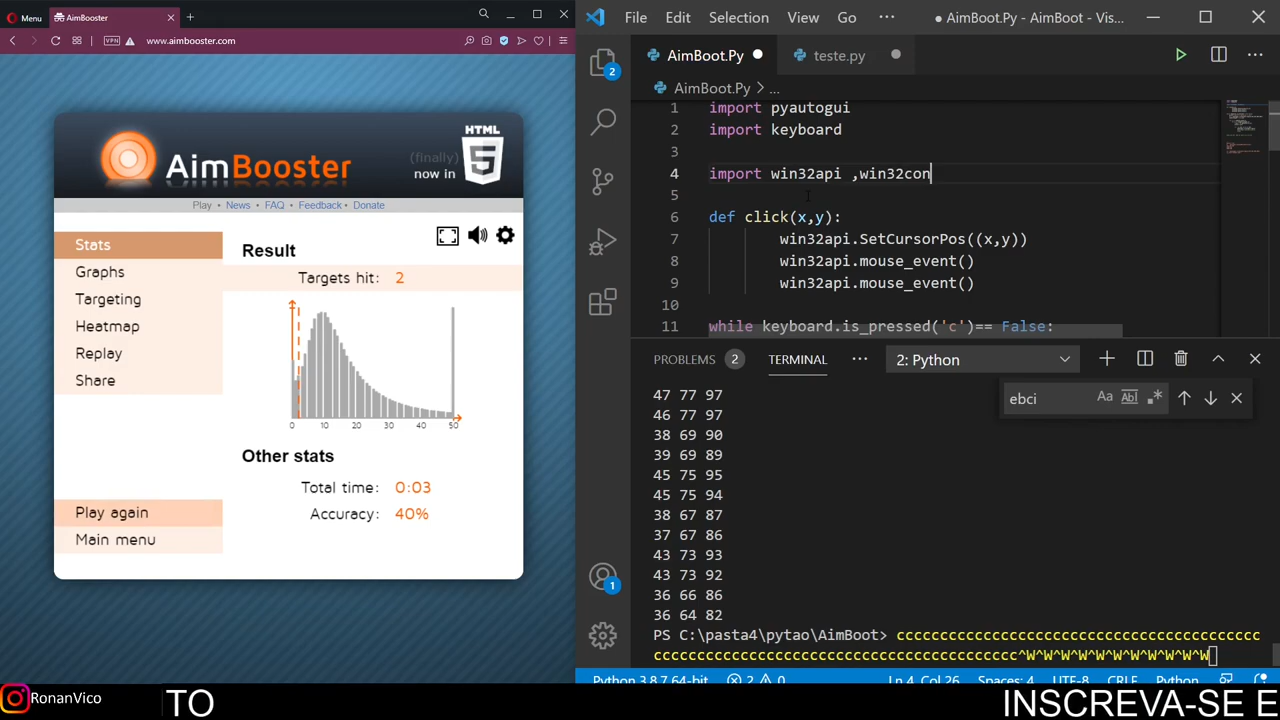 Menu
AimBooster
www.aimbooster.com
VPN
AimBooster
(finally)
now in
HTML
5
Play News FAQ Feedback Donate
Stats
Graphs
Targeting
Heatmap
Replay
Share
Play again
Main menu
Result
Targets hit: 2
0 10 20 30 40 50
Other stats
Total time: 0:03
Accuracy: 40%
File Edit Selection View Go ··· ● AimBoot.Py - AimBoot - Vis...
AimBoot.Py
teste.py
AimBoot.Py > ...
2
1
1 import pyautogui
2 import keyboard
3
4 import win32api ,win32con
5
6 def click(x,y):
7 win32api.SetCursorPos((x,y))
8 win32api.mouse_event()
9 win32api.mouse_event()
10
11 while keyboard.is_pressed('c')== False:
PROBLEMS 2 TERMINAL ··· 2: Python
ebci
Aa Abl .*
47 77 97
46 77 97
38 69 90
39 69 89
45 75 95
45 75 94
38 67 87
37 67 86
43 73 93
43 73 92
36 66 86
36 64 82
PS C:\pasta4\pytao\AimBoot> ccccccccccccccccccccccccccccccccccccccccc
ccccccccccccccccccccccccccccccccccccccccc^W^W^W^W^W^W^W^W^W^W^W
Python 3.8.7 64-bit 2 0 Ln 4, Col 26 Spaces: 4 UTF-8 CRLF Python
RonanVico TO INSCREVA-SE E